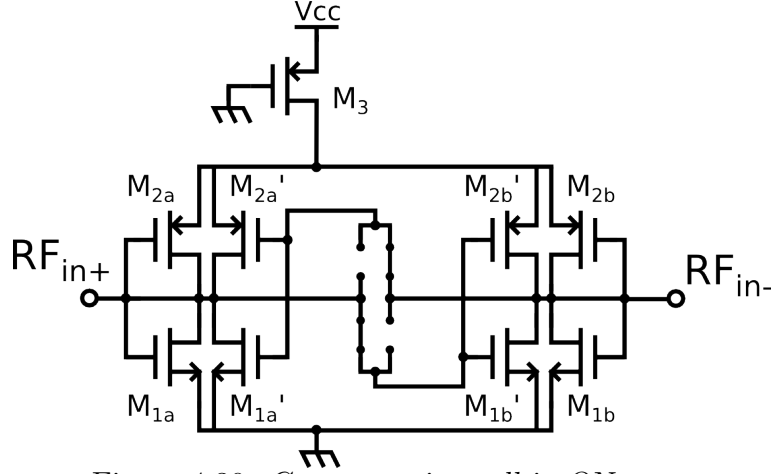 Vcc
M3
M2a M2a' M2b' M2b
RFin+ RFin-
M1a M1a' M1b' M1b